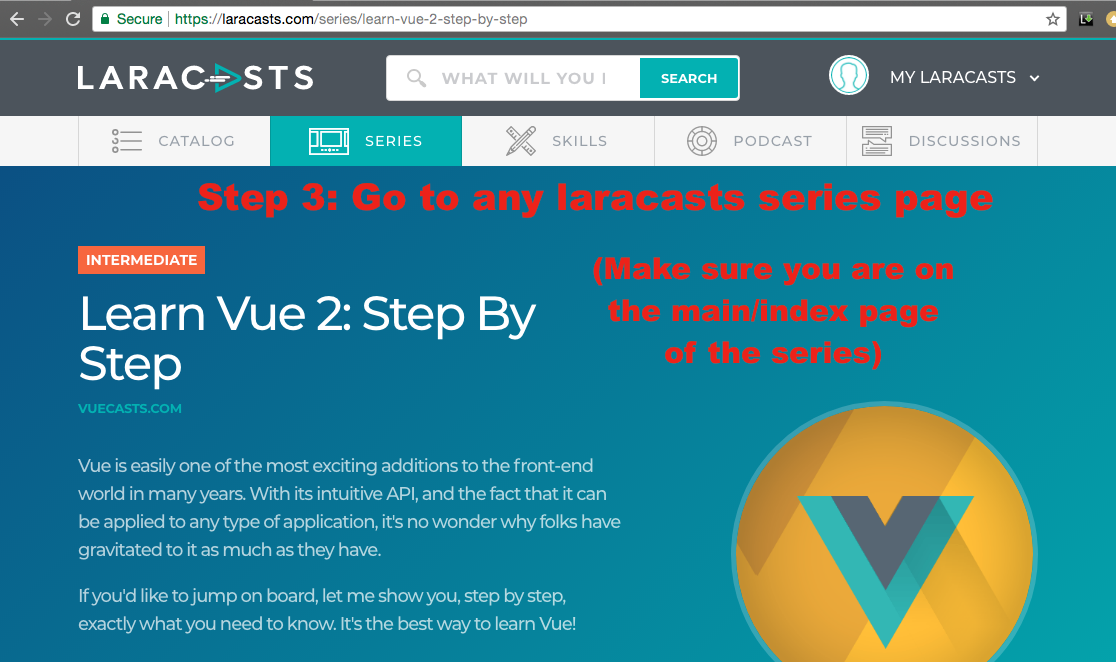 Secure https://laracasts.com/series/learn-vue-2-step-by-step
LARACASTS
WHAT WILL YOU I
SEARCH
MY LARACASTS
CATALOG
SERIES
SKILLS
PODCAST
DISCUSSIONS
Step 3: Go to any laracasts series page
(Make sure you are on
the main/index page
of the series)
INTERMEDIATE
Learn Vue 2: Step By
Step
VUECASTS.COM
Vue is easily one of the most exciting additions to the front-end
world in many years. With its intuitive API, and the fact that it can
be applied to any type of application, it's no wonder why folks have
gravitated to it as much as they have.
If you'd like to jump on board, let me show you, step by step,
exactly what you need to know. It's the best way to learn Vue!